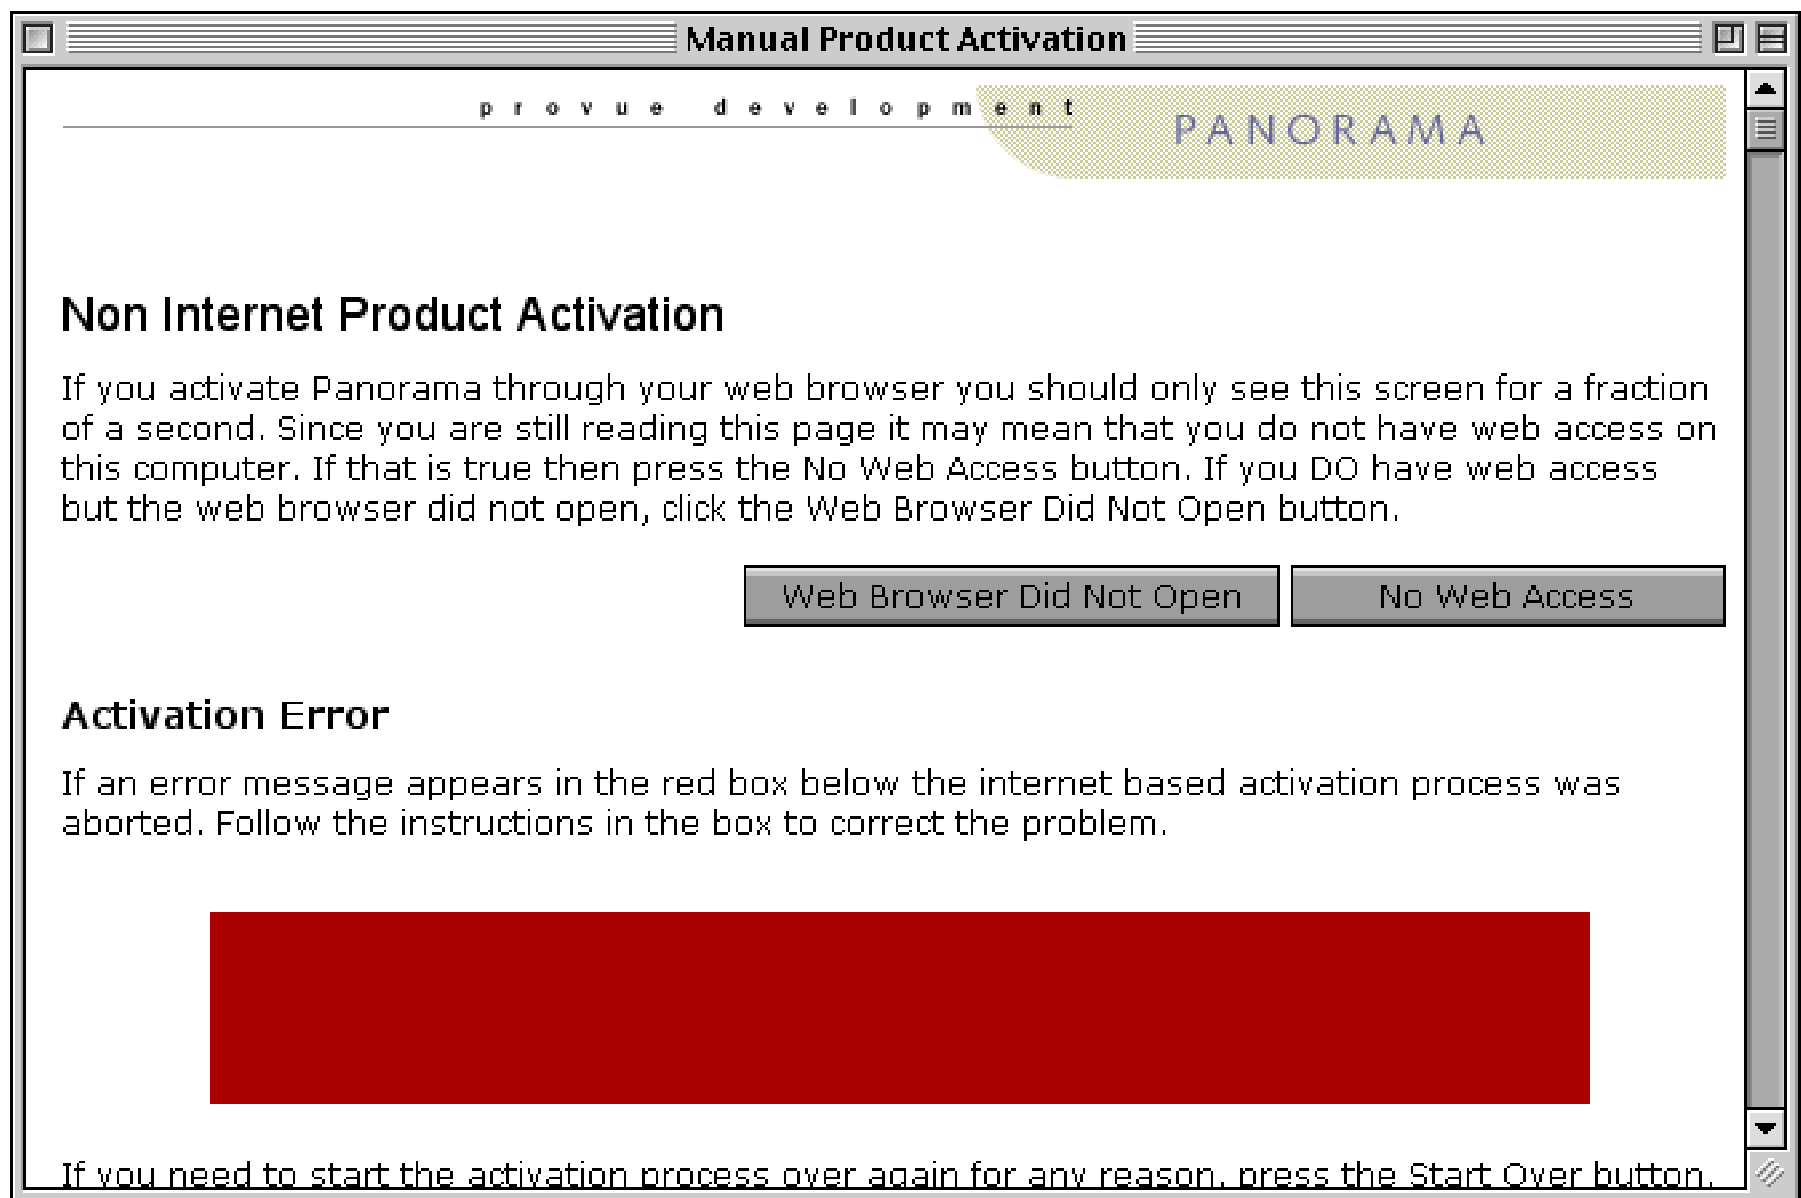 Manual Product Activation
provue development
PANORAMA
Non Internet Product Activation
If you activate Panorama through your web browser you should only see this screen for a fraction
of a second. Since you are still reading this page it may mean that you do not have web access on
this computer. If that is true then press the No Web Access button. If you DO have web access
but the web browser did not open, click the Web Browser Did Not Open button.
Web Browser Did Not Open
No Web Access
Activation Error
If an error message appears in the red box below the internet based activation process was
aborted. Follow the instructions in the box to correct the problem.
If you need to start the activation process over again for any reason, press the Start Over button.